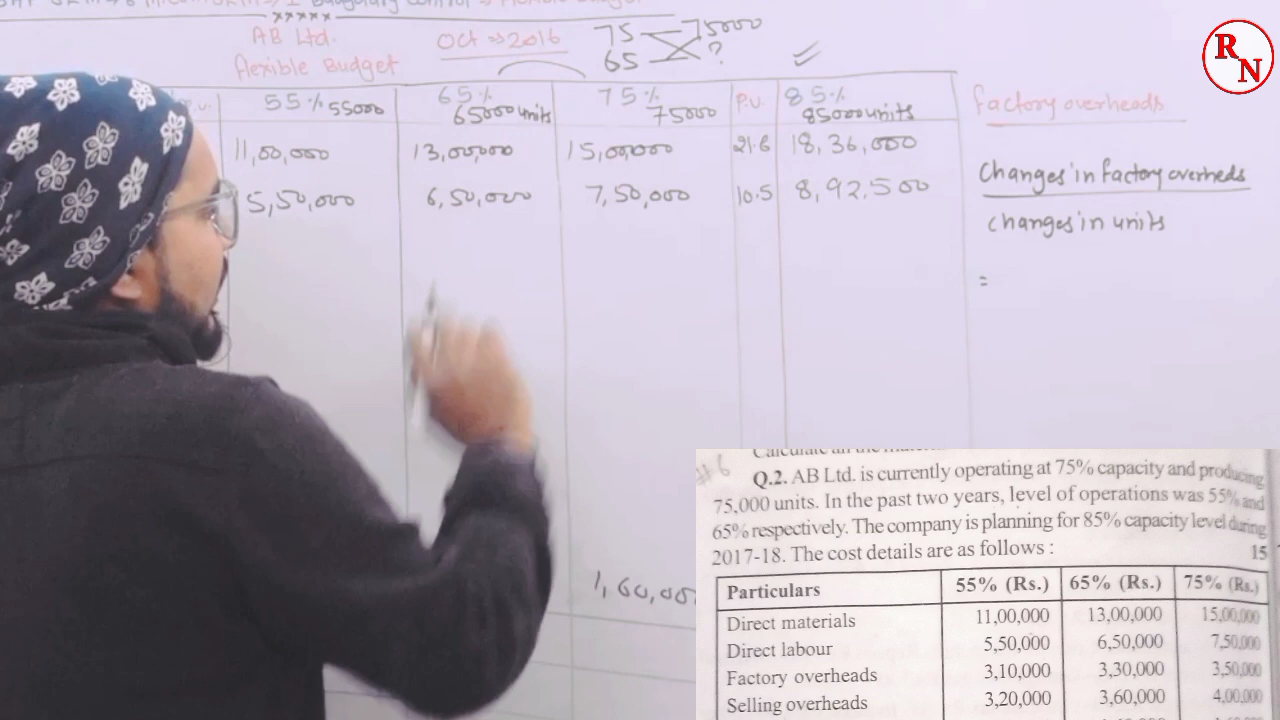 *****
AB Ltd.
flexible Budget
Oct => 2016
75 75000
65 ?
R
N
55% 55000
65%
65000 units
75%
75000
P.U.
85%
85000 units
factory overheads
11,00,000 13,00,000 15,00,000 21.6 18,36,000
5,50,000 6,50,000 7,50,000 10.5 8,92,500
Changes in factory overheds
changes in units
=
1,60,00
#6
Q.2. AB Ltd. is currently operating at 75% capacity and producing
75,000 units. In the past two years, level of operations was 55% and
65% respectively. The company is planning for 85% capacity level during
2017-18. The cost details are as follows : 15
Particulars 55% (Rs.) 65% (Rs.) 75% (Rs.)
Direct materials 11,00,000 13,00,000 15,00,000
Direct labour 5,50,000 6,50,000 7,50,000
Factory overheads 3,10,000 3,30,000 3,50,000
Selling overheads 3,20,000 3,60,000 4,00,000